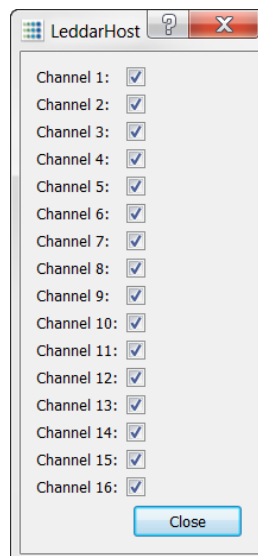 LeddarHost
Channel 1:
Channel 2:
Channel 3:
Channel 4:
Channel 5:
Channel 6:
Channel 7:
Channel 8:
Channel 9:
Channel 10:
Channel 11:
Channel 12:
Channel 13:
Channel 14:
Channel 15:
Channel 16:
Close